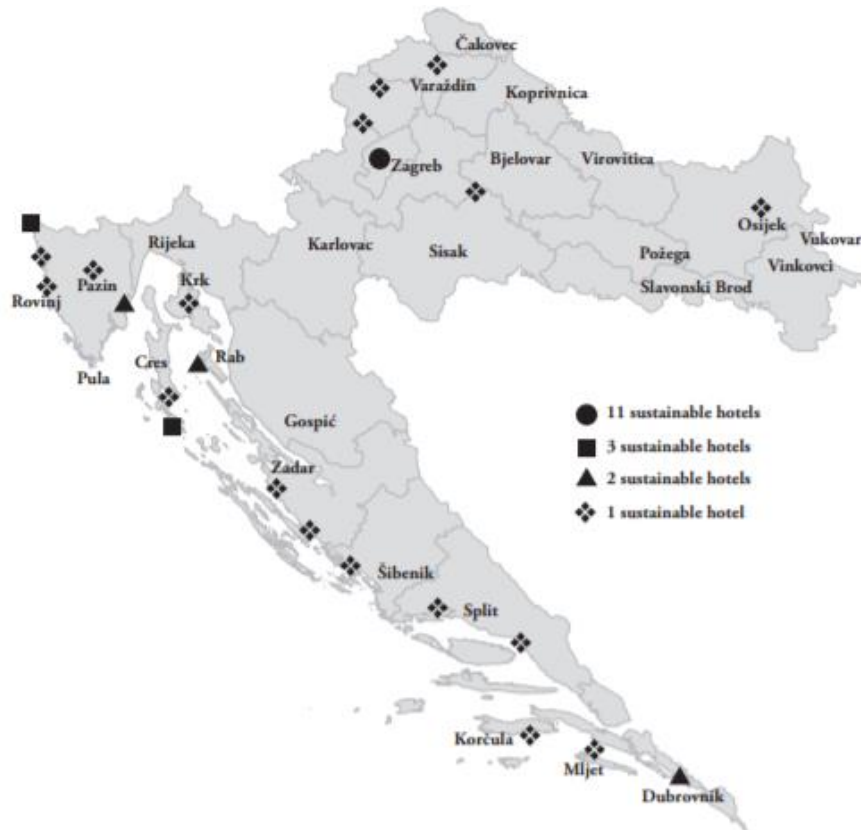 Čakovec
Varaždin
Koprivnica
Bjelovar
Virovitica
Zagreb
Osijek
Vukovar
Rijeka
Karlovac
Sisak
Požega
Vinkovci
Pazin
Krk
Slavonski Brod
Rovinj
Cres
Rab
Pula
Gospić
11 sustainable hotels
3 sustainable hotels
2 sustainable hotels
1 sustainable hotel
Zadar
Šibenik
Split
Korčula
Mljet
Dubrovnik